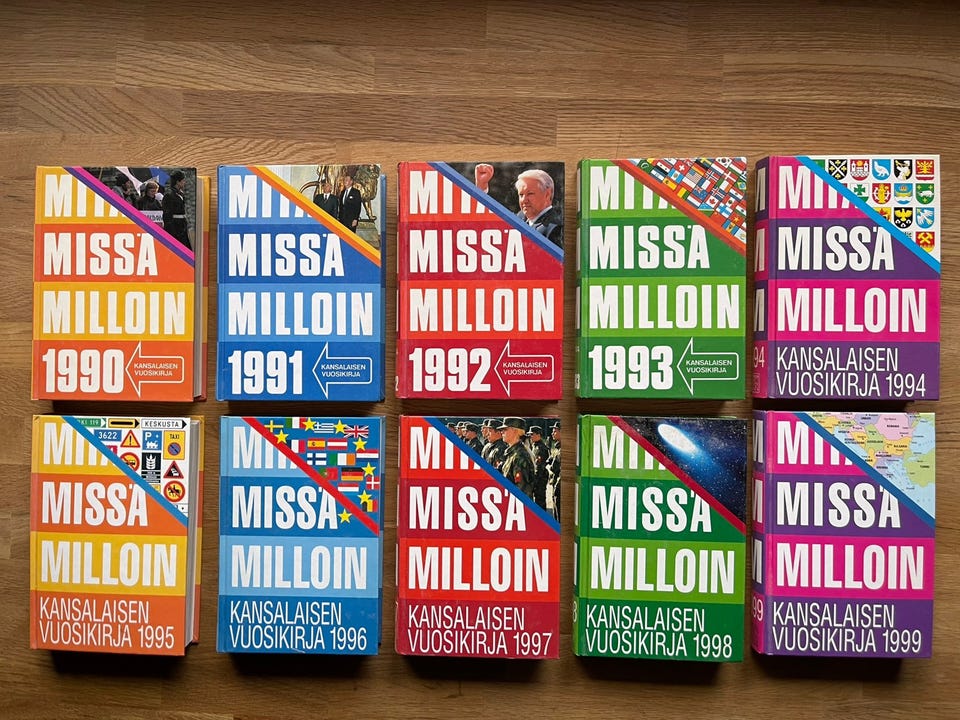 MITÄ
MISSÄ
MILLOIN
1990
KANSALAISEN
VUOSIKIRJA
MITÄ
MISSÄ
MILLOIN
1991
KANSALAISEN
VUOSIKIRJA
MITÄ
MISSÄ
MILLOIN
1992
KANSALAISEN
VUOSIKIRJA
MITÄ
MISSÄ
MILLOIN
1993
KANSALAISEN
VUOSIKIRJA
MITÄ
MISSÄ
MILLOIN
KANSALAISEN
VUOSIKIRJA 1994
94
119
KESKUSTA
3622
P
TAXI
MITÄ
MISSÄ
MILLOIN
KANSALAISEN
VUOSIKIRJA 1995
MITÄ
MISSÄ
MILLOIN
KANSALAISEN
VUOSIKIRJA 1996
MITÄ
MISSÄ
MILLOIN
KANSALAISEN
VUOSIKIRJA 1997
MITÄ
MISSÄ
MILLOIN
KANSALAISEN
VUOSIKIRJA 1998
MITÄ
MISSÄ
MILLOIN
KANSALAISEN
VUOSIKIRJA 1999
99